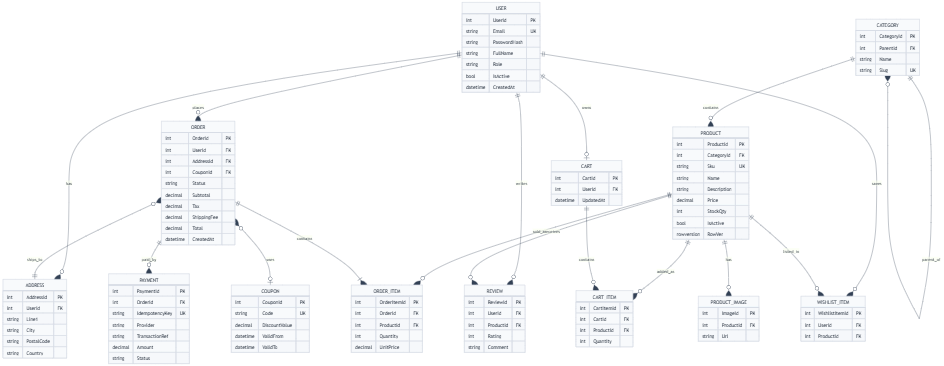 USER
int UserId PK
string Email UK
string PasswordHash
string FullName
string Role
bool IsActive
datetime CreatedAt
CATEGORY
int CategoryId PK
int ParentId FK
string Name
string Slug UK
places
contains
owns
ORDER
int OrderId PK
int UserId FK
int AddressId FK
int CouponId FK
string Status
decimal Subtotal
decimal Tax
decimal ShippingFee
decimal Total
datetime CreatedAt
PRODUCT
int ProductId PK
int CategoryId FK
string Sku UK
string Name
string Description
decimal Price
int StockQty
bool IsActive
rowversion RowVer
CART
int CartId PK
int UserId FK
datetime UpdatedAt
has
writes
saves
contains
ships_to
paid_by
uses
contains
added_as
has
listed_in
parent_of
ADDRESS
int AddressId PK
int UserId FK
string Line1
string City
string PostalCode
string Country
PAYMENT
int PaymentId PK
int OrderId FK
string IdempotencyKey UK
string Provider
string TransactionRef
decimal Amount
string Status
COUPON
int CouponId PK
string Code UK
decimal DiscountValue
datetime ValidFrom
datetime ValidTo
ORDER_ITEM
int OrderItemId PK
int OrderId FK
int ProductId FK
int Quantity
decimal UnitPrice
REVIEW
int ReviewId PK
int UserId FK
int ProductId FK
int Rating
string Comment
CART_ITEM
int CartItemId PK
int CartId FK
int ProductId FK
int Quantity
PRODUCT_IMAGE
int ImageId PK
int ProductId FK
string Url
WISHLIST_ITEM
int WishlistItemId PK
int UserId FK
int ProductId FK